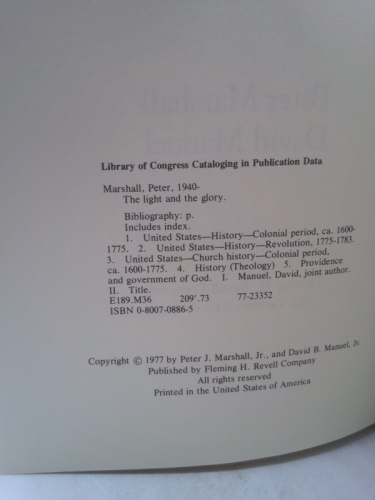 Library of Congress Cataloging in Publication Data
Marshall, Peter, 1940-
The light and the glory.
Bibliography: p.
Includes index.
1. United States—History—Colonial period, ca. 1600-
1775. 2. United States—History—Revolution, 1775-1783.
3. United States—Church history—Colonial period,
ca. 1600-1775. 4. History (Theology) 5. Providence
and government of God. I. Manuel, David, joint author.
II. Title.
E189.M36 209'.73 77-23352
ISBN 0-8007-0886-5
Copyright © 1977 by Peter J. Marshall, Jr., and David B. Manuel, Jr.
Published by Fleming H. Revell Company
All rights reserved
Printed in the United States of America